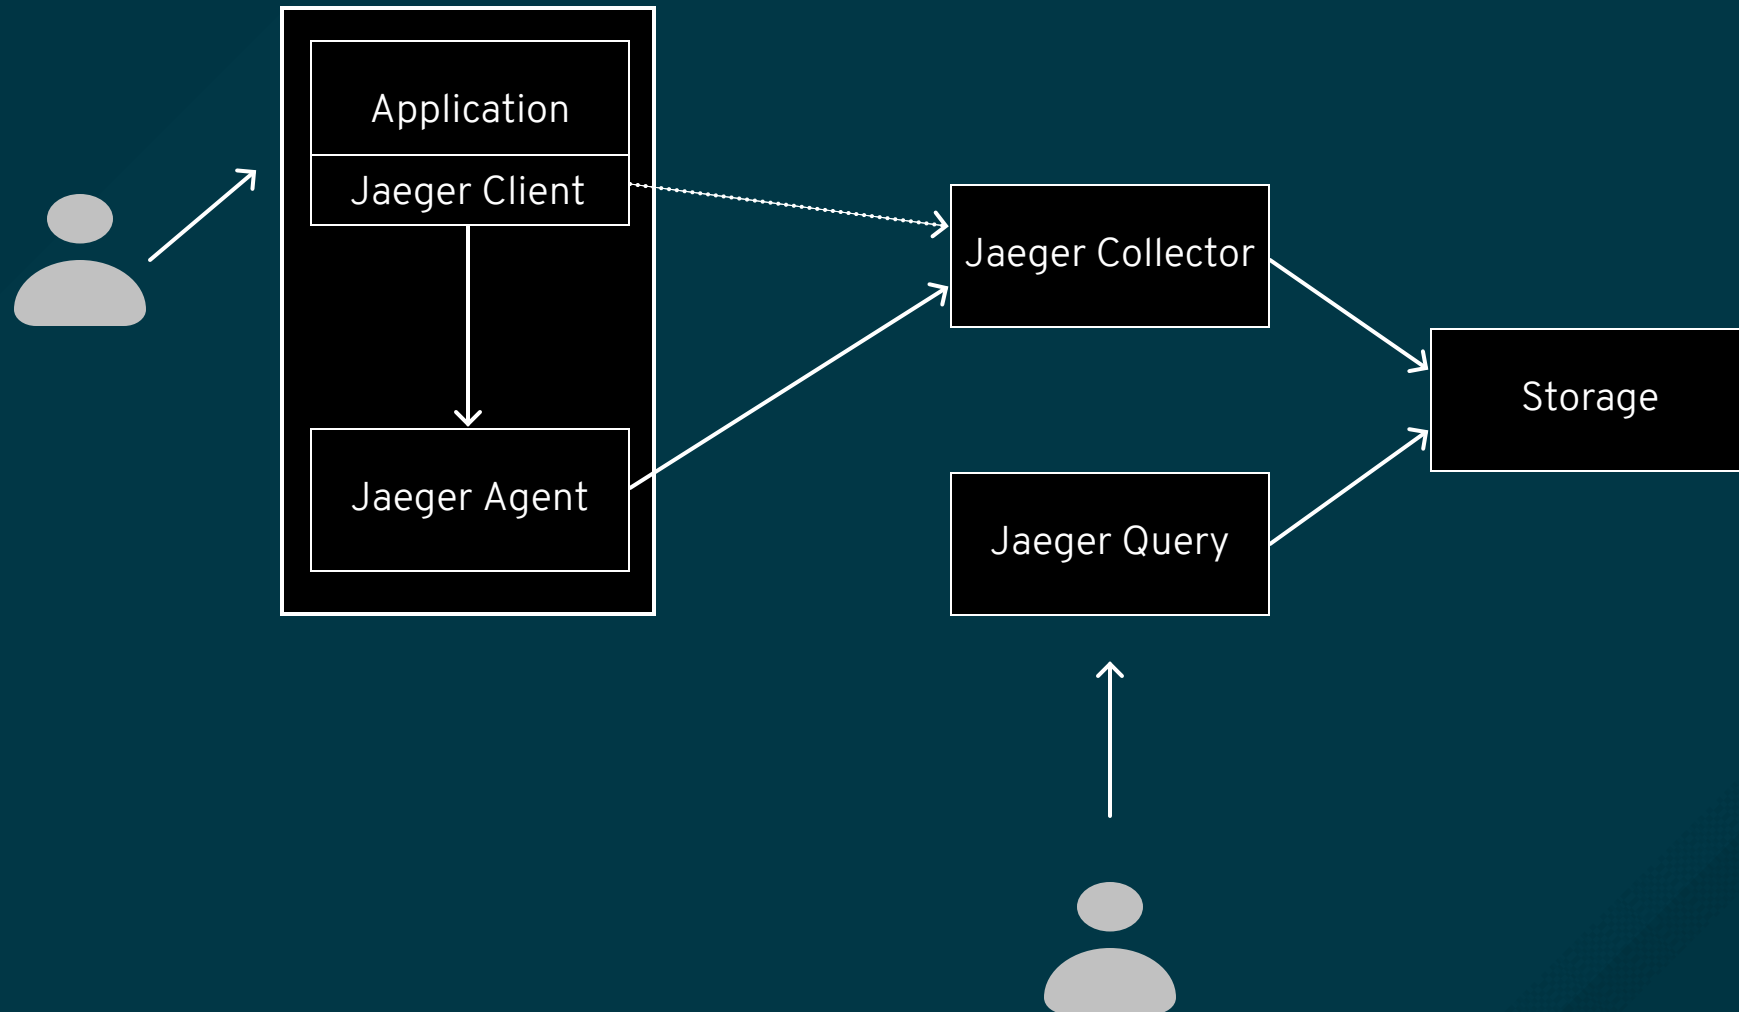 Application
Jaeger Client
Jaeger Collector
Storage
Jaeger Agent
Jaeger Query